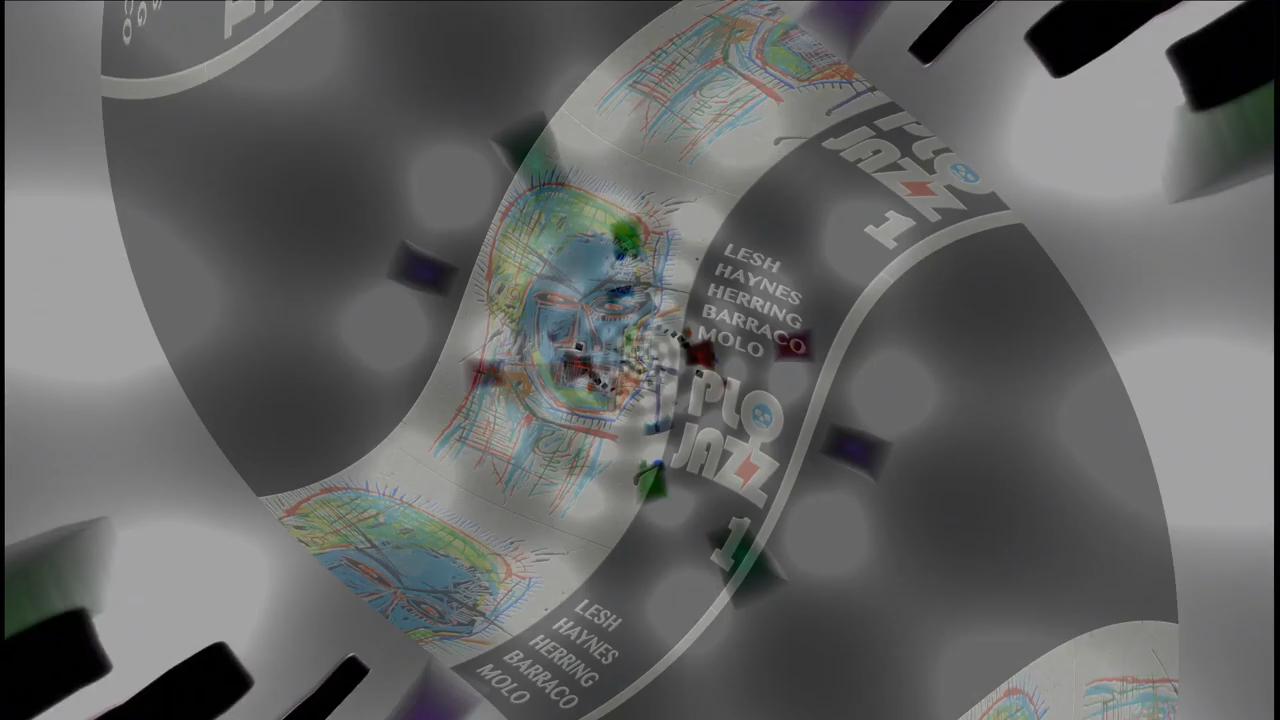 PLO
JAZZ
1
LESH
HAYNES
HERRING
BARRACO
MOLO
PLO
JAZZ
1
LESH
HAYNES
HERRING
BARRACO
MOLO